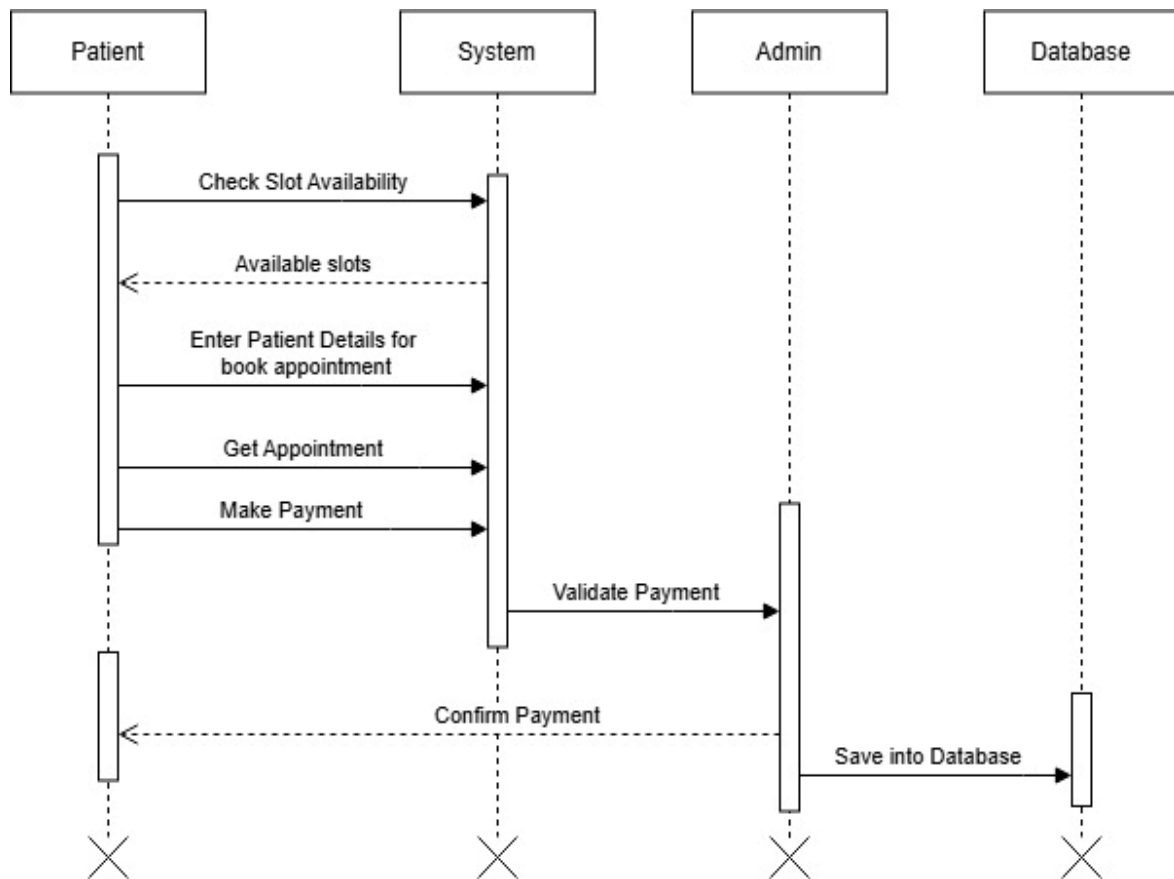 Patient
System
Admin
Database
Check Slot Availability
Available slots
Enter Patient Details for
book appointment
Get Appointment
Make Payment
Validate Payment
Confirm Payment
Save into Database